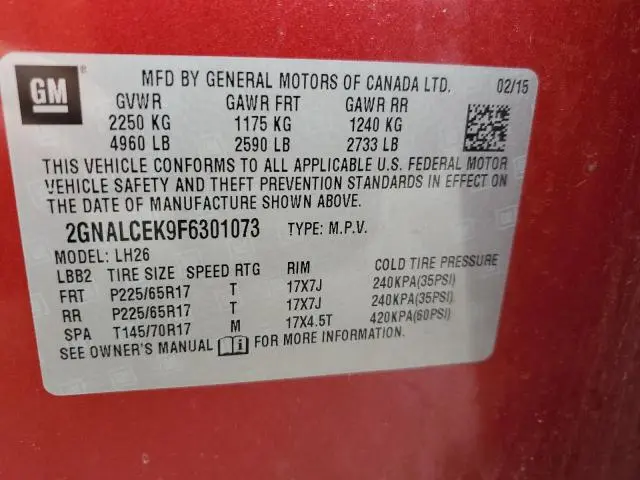 GM ®
MFD BY GENERAL MOTORS OF CANADA LTD. 02/15
GVWR GAWR FRT GAWR RR
2250 KG 1175 KG 1240 KG
4960 LB 2590 LB 2733 LB
THIS VEHICLE CONFORMS TO ALL APPLICABLE U.S. FEDERAL MOTOR
VEHICLE SAFETY AND THEFT PREVENTION STANDARDS IN EFFECT ON
THE DATE OF MANUFACTURE SHOWN ABOVE.
2GNALCEK9F6301073 TYPE: M.P.V.
MODEL: LH26
LBB2 TIRE SIZE SPEED RTG RIM COLD TIRE PRESSURE
FRT P225/65R17 T 17X7J 240KPA(35PSI)
RR P225/65R17 T 17X7J 240KPA(35PSI)
SPA T145/70R17 M 17X4.5T 420KPA(60PSI)
SEE OWNER'S MANUAL FOR MORE INFORMATION.